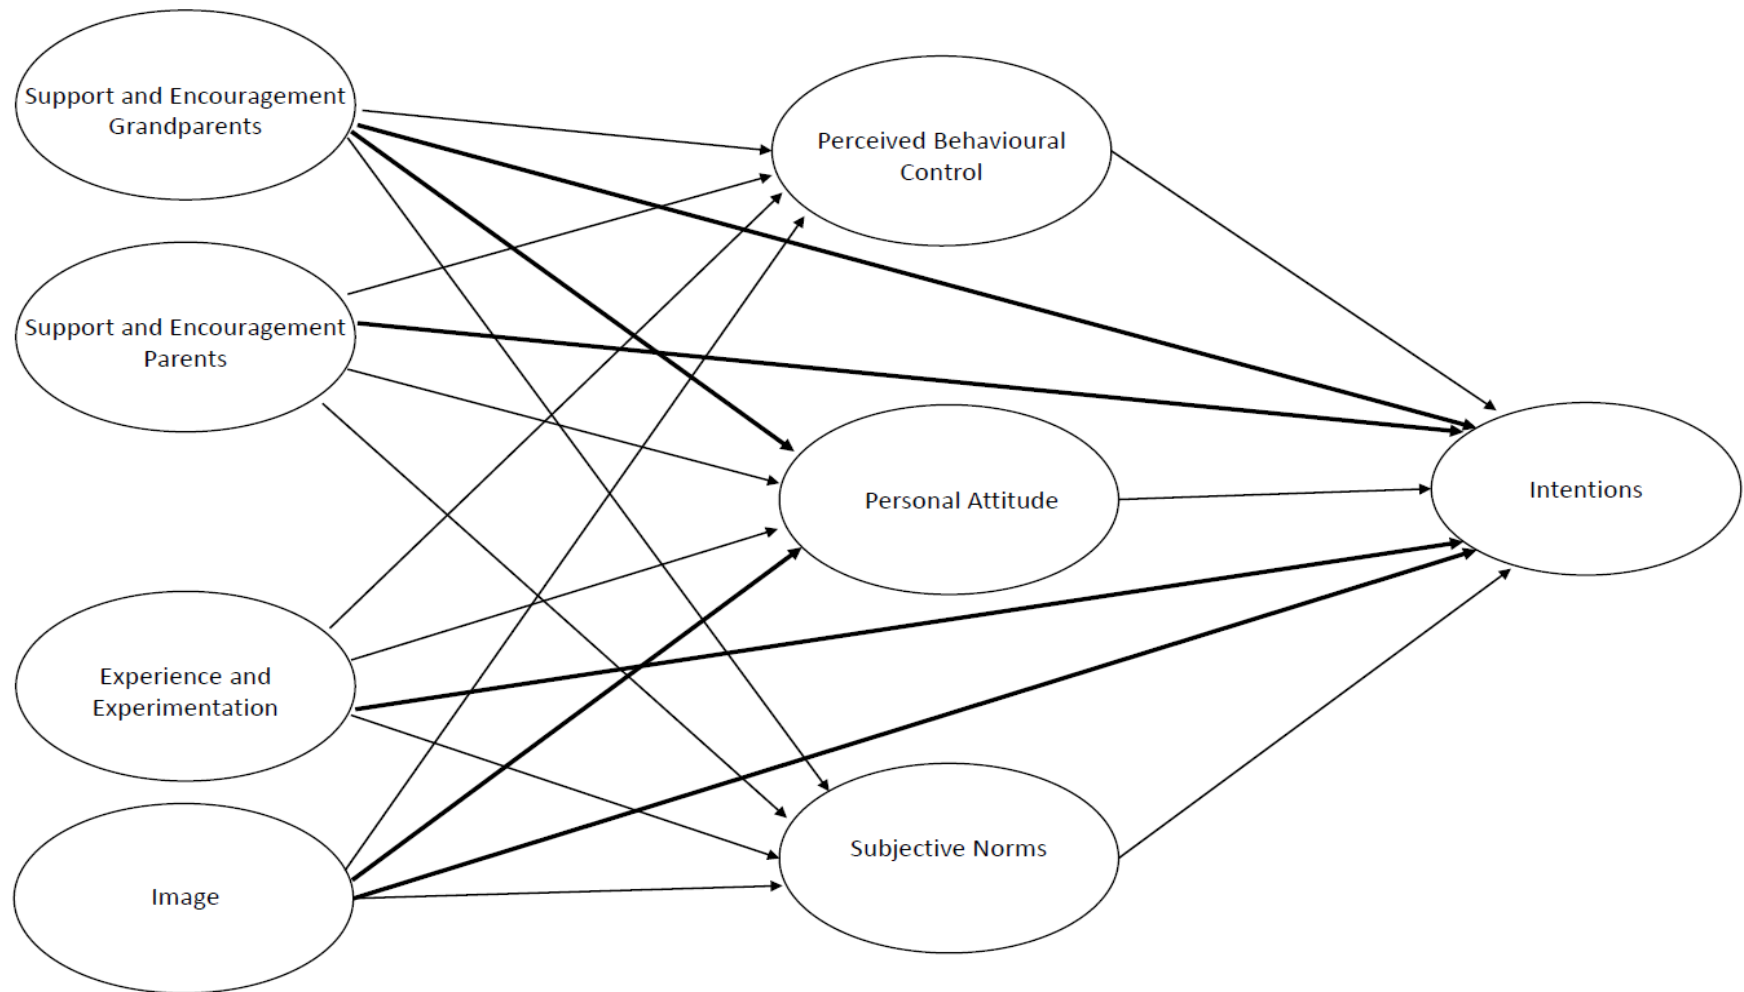 Support and Encouragement
Grandparents
Perceived Behavioural
Control
Support and Encouragement
Parents
Personal Attitude
Intentions
Experience and
Experimentation
Subjective Norms
Image